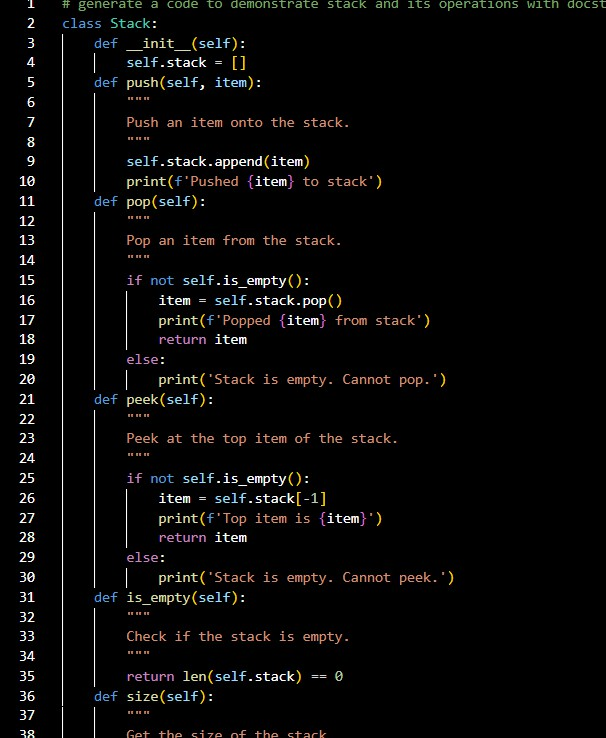 1 # generate a code to demonstrate stack and its operations with docst
2 class Stack:
3     def __init__(self):
4         self.stack = []
5     def push(self, item):
6         """
7         Push an item onto the stack.
8         """
9         self.stack.append(item)
10         print(f'Pushed {item} to stack')
11     def pop(self):
12         """
13         Pop an item from the stack.
14         """
15         if not self.is_empty():
16             item = self.stack.pop()
17             print(f'Popped {item} from stack')
18             return item
19         else:
20             print('Stack is empty. Cannot pop.')
21     def peek(self):
22         """
23         Peek at the top item of the stack.
24         """
25         if not self.is_empty():
26             item = self.stack[-1]
27             print(f'Top item is {item}')
28             return item
29         else:
30             print('Stack is empty. Cannot peek.')
31     def is_empty(self):
32         """
33         Check if the stack is empty.
34         """
35         return len(self.stack) == 0
36     def size(self):
37         """
38         Get the size of the stack